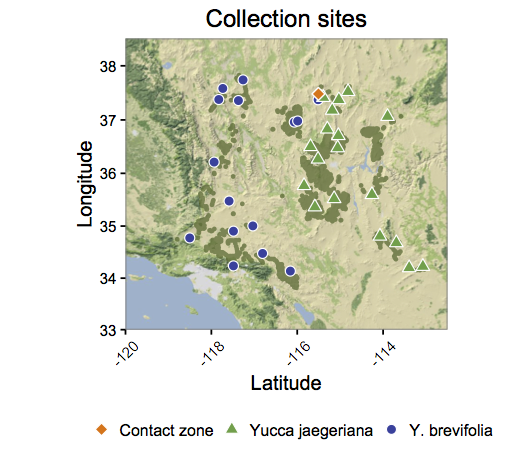 Collection sites
38
37
36
35
34
33
Longitude
-120
-118
-116
-114
Latitude
Contact zone Yucca jaegeriana Y. brevifolia